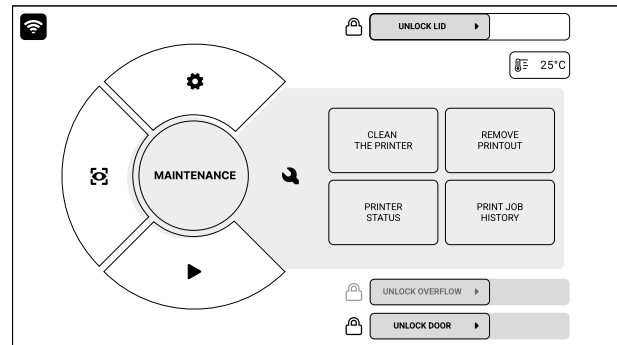 UNLOCK LID
25°C
CLEAN
THE PRINTER
REMOVE
PRINTOUT
MAINTENANCE
PRINTER
STATUS
PRINT JOB
HISTORY
UNLOCK OVERFLOW
UNLOCK DOOR